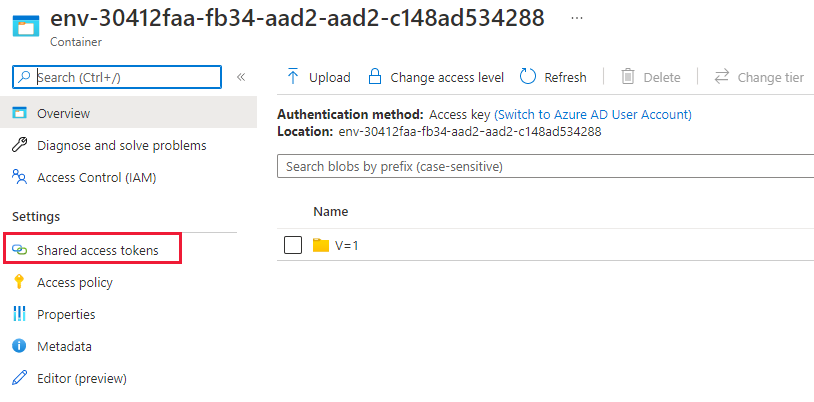 env-30412faa-fb34-aad2-aad2-c148ad534288 ...
Container
Search (Ctrl+/)
«
Upload
Change access level
Refresh
Delete
Change tier
Overview
Diagnose and solve problems
Access Control (IAM)
Settings
Shared access tokens
Access policy
Properties
Metadata
Editor (preview)
Authentication method: Access key (Switch to Azure AD User Account)
Location: env-30412faa-fb34-aad2-aad2-c148ad534288
Search blobs by prefix (case-sensitive)
Name
V=1